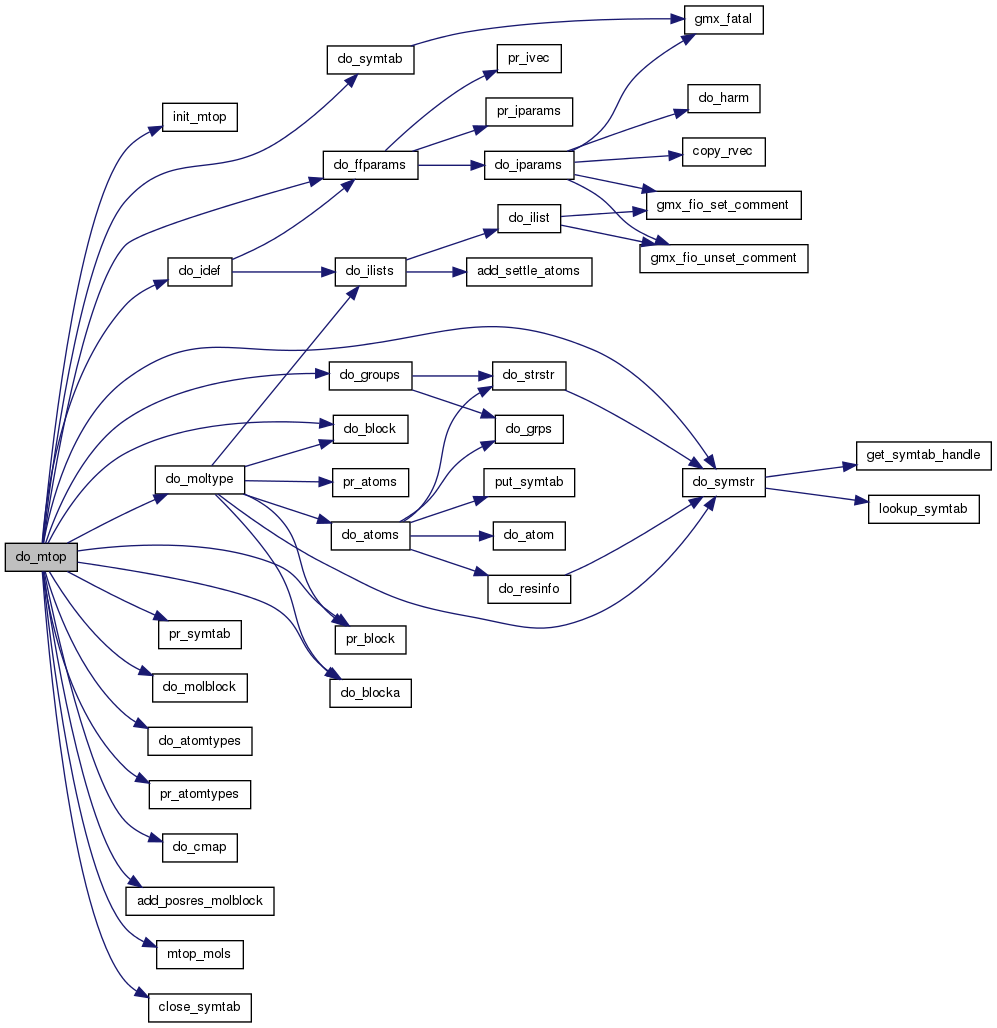 gmx_fatal
do_symtab
pr_ivec
do_harm
pr_iparams
init_mtop
copy_rvec
do_ffparams
do_iparams
gmx_fio_set_comment
do_ilist
gmx_fio_unset_comment
do_idef
do_ilists
add_settle_atoms
do_groups
do_strstr
do_block
do_grps
get_symtab_handle
do_moltype
pr_atoms
put_symtab
do_symstr
lookup_symtab
do_atoms
do_atom
do_mtop
do_resinfo
pr_symtab
pr_block
do_molblock
do_blocka
do_atomtypes
pr_atomtypes
do_cmap
add_posres_molblock
mtop_mols
close_symtab